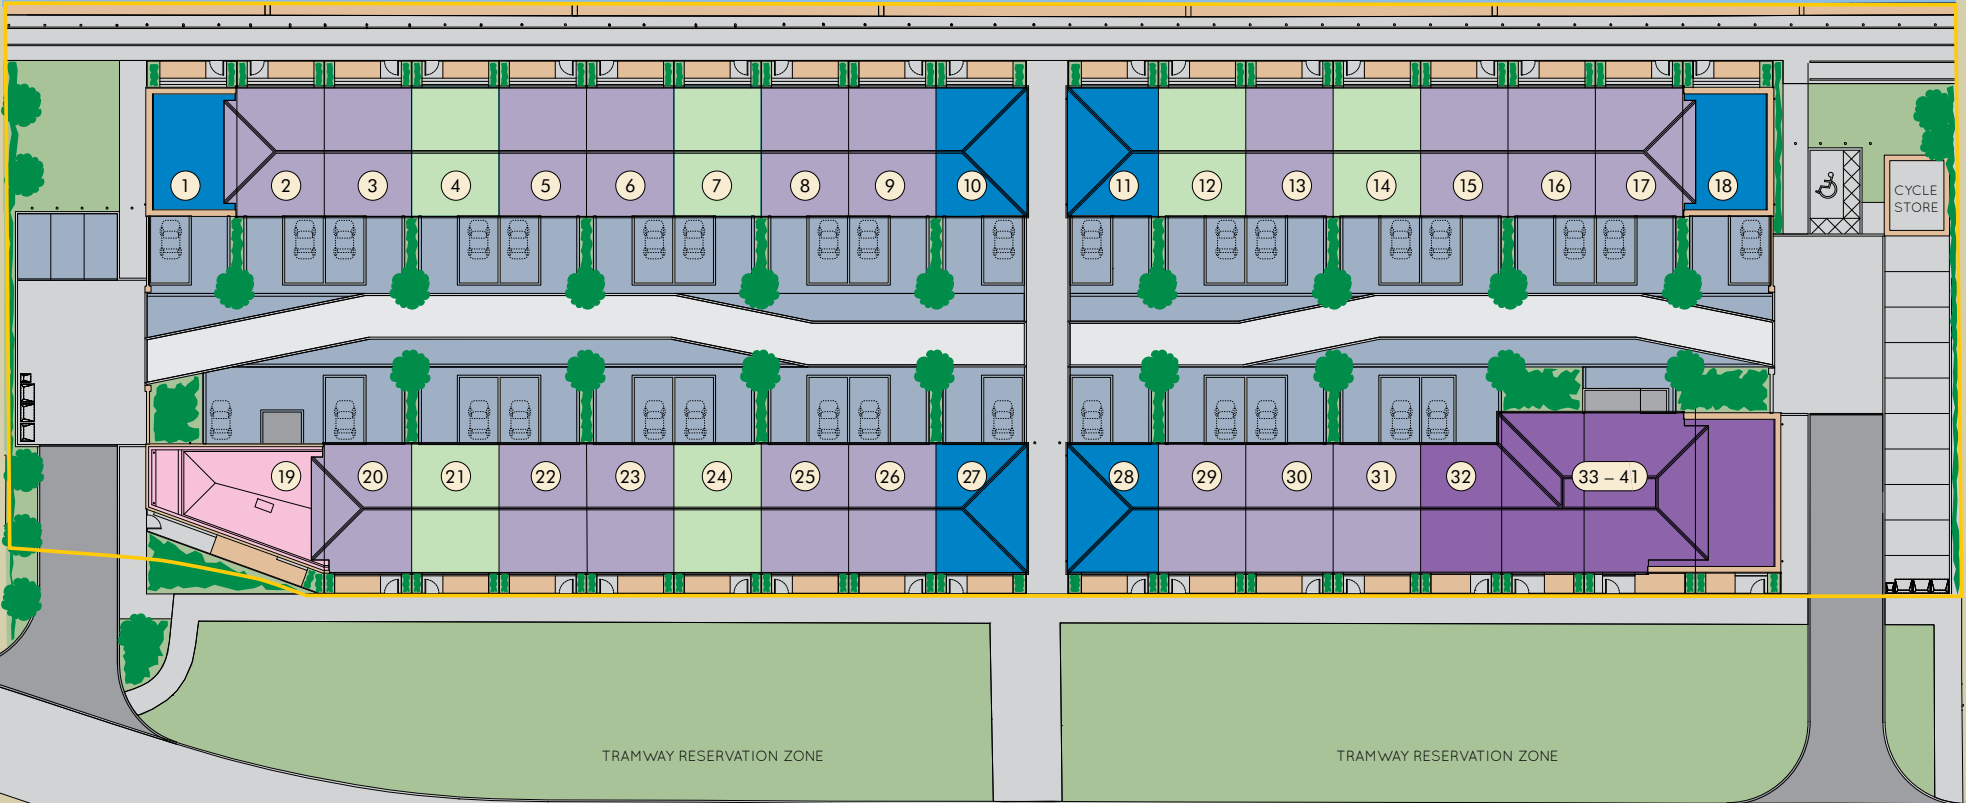 1 2 3 4 5 6 7 8 9 10 11 12 13 14 15 16 17 18
CYCLE
STORE
19 20 21 22 23 24 25 26 27 28 29 30 31 32 33 – 41
TRAMWAY RESERVATION ZONE TRAMWAY RESERVATION ZONE